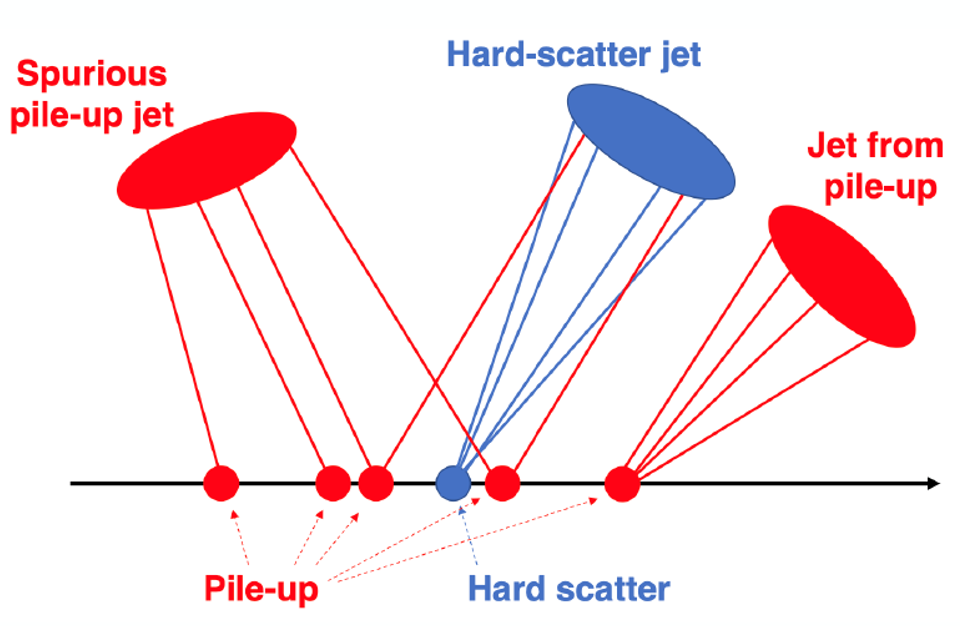 Spurious
pile-up jet
Hard-scatter jet
Jet from
pile-up
Pile-up
Hard scatter